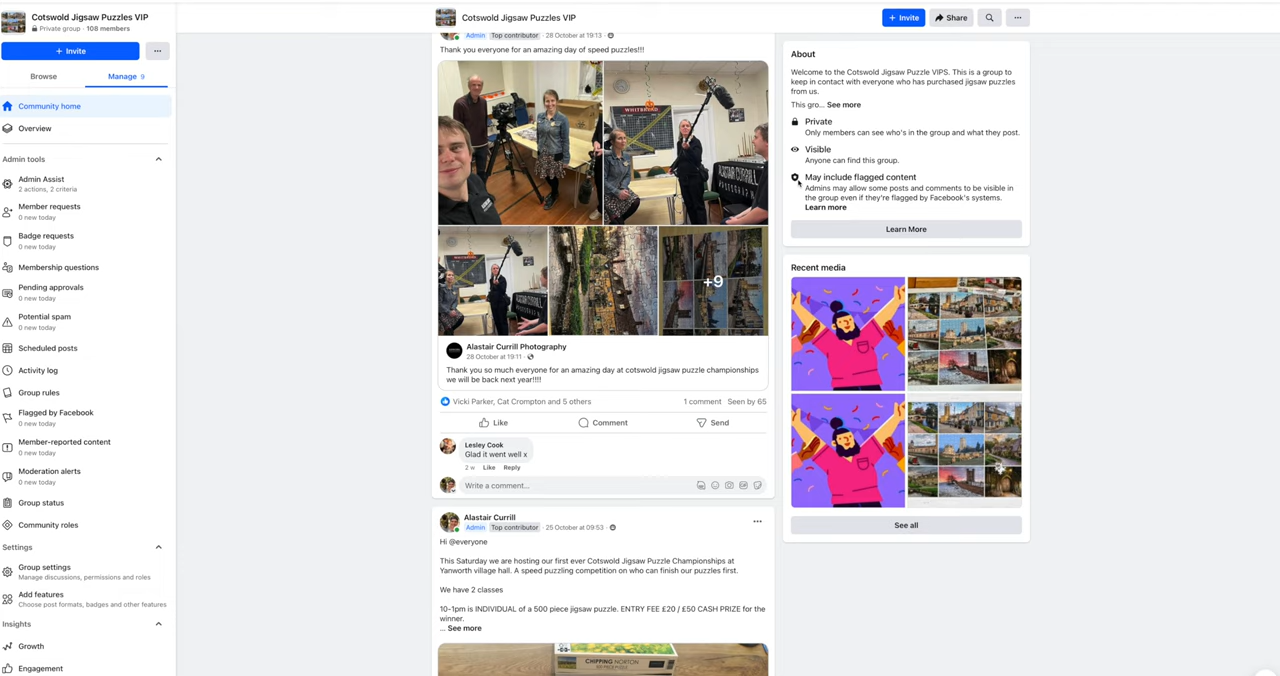 Cotswold Jigsaw Puzzles VIP
Private group · 108 members
+ Invite
...
Browse
Manage 9
Community home
Overview
Admin tools
Admin Assist
2 actions, 2 criteria
Member requests
0 new today
Badge requests
0 new today
Membership questions
Pending approvals
0 new today
Potential spam
0 new today
Scheduled posts
Activity log
Group rules
Flagged by Facebook
0 new today
Member-reported content
0 new today
Moderation alerts
0 new today
Group status
Community roles
Settings
Group settings
Manage discussions, permissions and roles
Add features
Choose post formats, badges and other features
Insights
Growth
Engagement
Cotswold Jigsaw Puzzles VIP
+ Invite
Share
...
Admin Top contributor · 28 October at 19:13 ·
Thank you everyone for an amazing day of speed puzzles!!!
WHITBREAD
ALASTAIR CURRILL
+9
Alastair Currill Photography
28 October at 19:11 ·
Thank you so much everyone for an amazing day at cotswold jigsaw puzzle championships
we will be back next year!!!!
Vicki Parker, Cat Crompton and 5 others
1 comment Seen by 65
Like
Comment
Send
Lesley Cook
Glad it went well x
2 w Like Reply
Write a comment...
Alastair Currill
Admin Top contributor · 25 October at 09:53 ·
...
Hi @everyone
This Saturday we are hosting our first ever Cotswold Jigsaw Puzzle Championships at
Yanworth village hall. A speed puzzling competition on who can finish our puzzles first.
We have 2 classes
10-1pm is INDIVIDUAL of a 500 piece jigsaw puzzle. ENTRY FEE £20 / £50 CASH PRIZE for the
winner.
... See more
CHIPPING NORTON
About
Welcome to the Cotswold Jigsaw Puzzle VIPS. This is a group to
keep in contact with everyone who has purchased jigsaw puzzles
from us.
This gro... See more
Private
Only members can see who's in the group and what they post.
Visible
Anyone can find this group.
May include flagged content
Admins may allow some posts and comments to be visible in
the group even if they're flagged by Facebook's systems.
Learn more
Learn More
Recent media
See all